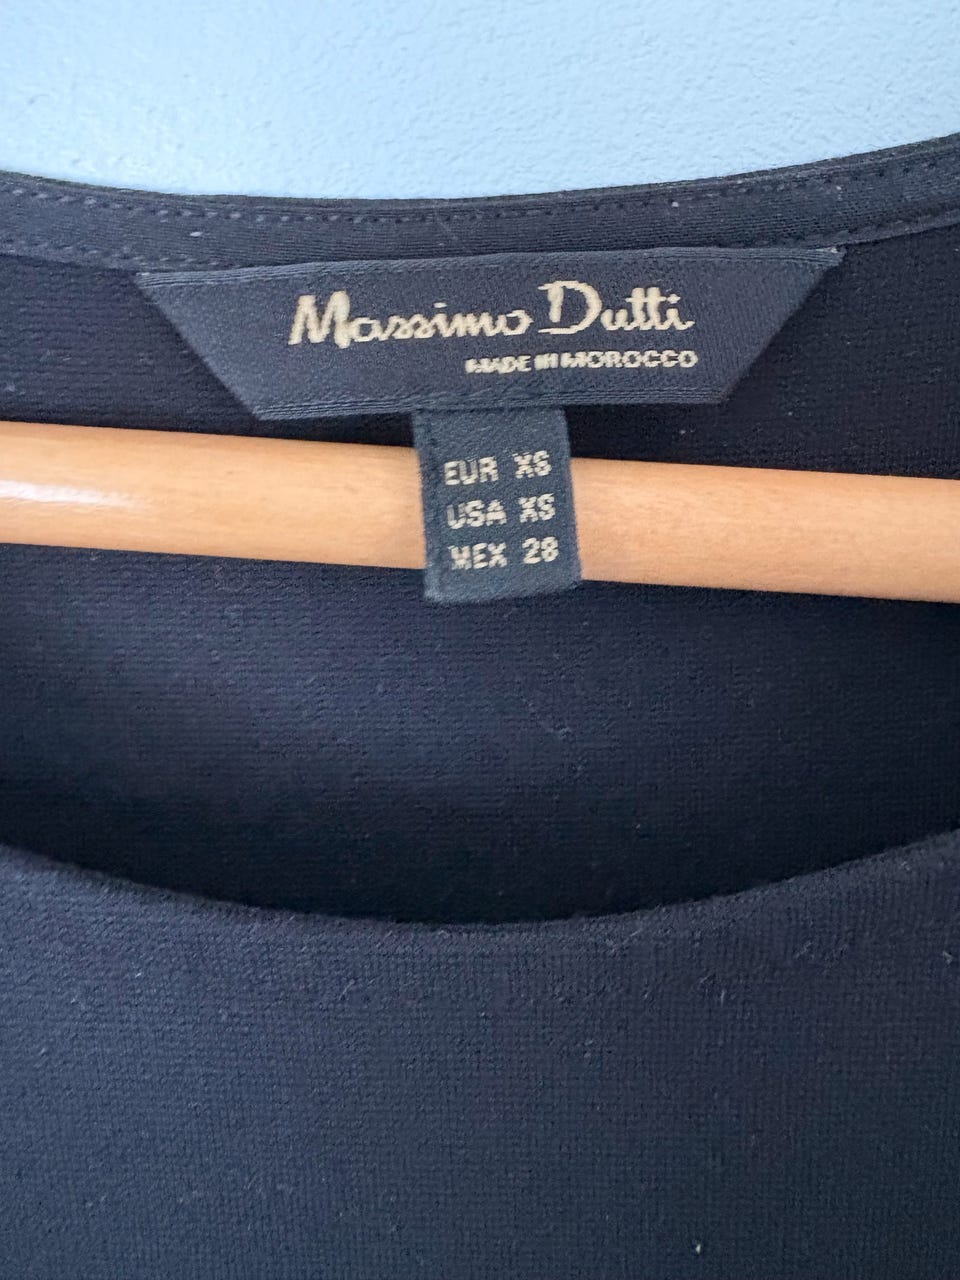 Massimo Dutti
MADE IN MOROCCO
EUR XS
USA XS
MEX 28